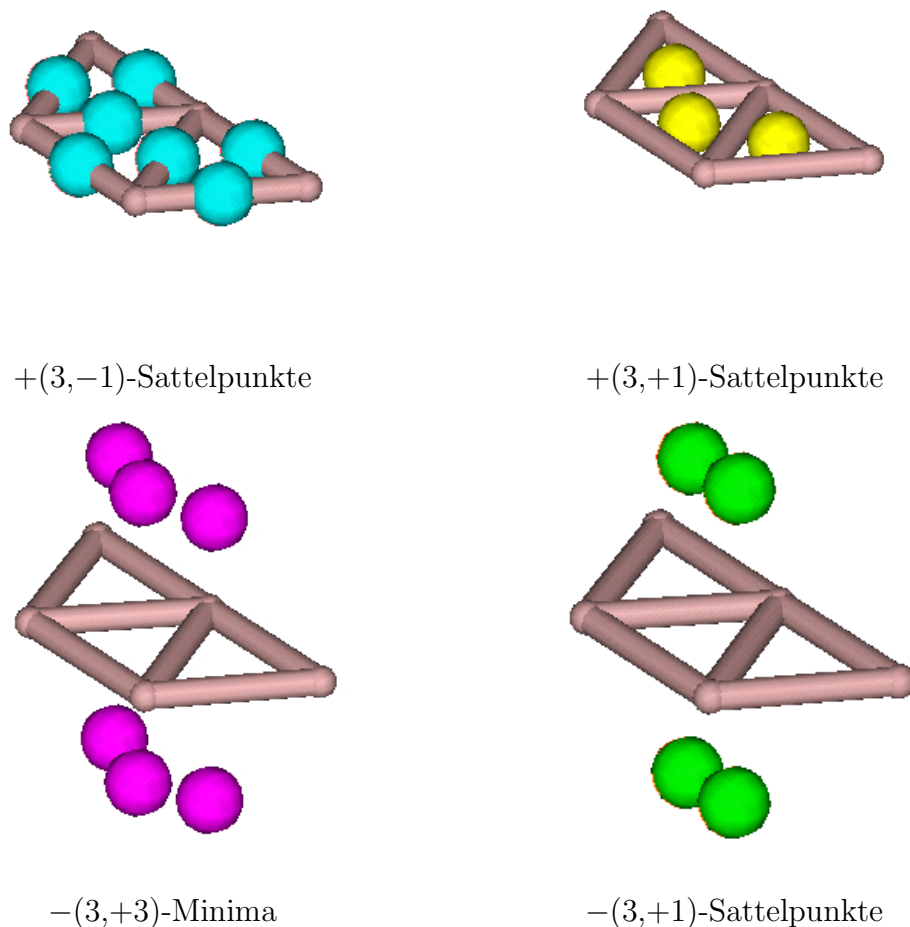 +(3,−1)-Sattelpunkte
+(3,+1)-Sattelpunkte
−(3,+3)-Minima
−(3,+1)-Sattelpunkte